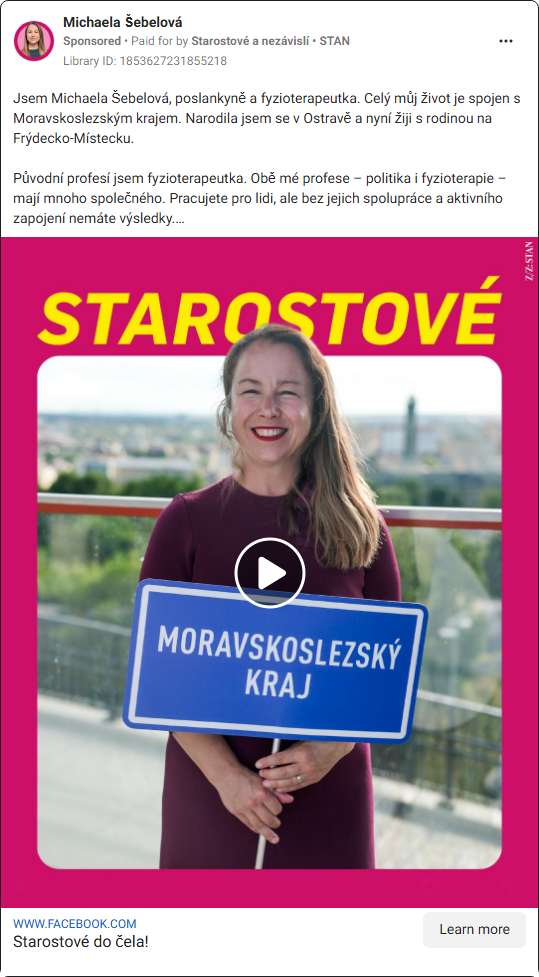 Michaela Šebelová
Sponsored • Paid for by Starostové a nezávislí • STAN
Library ID: 1853627231855218
Jsem Michaela Šebelová, poslankyně a fyzioterapeutka. Celý můj život je spojen s
Moravskoslezským krajem. Narodila jsem se v Ostravě a nyní žiji s rodinou na
Frýdecko-Místecku.
Původní profesí jsem fyzioterapeutka. Obě mé profese – politika i fyzioterapie –
mají mnoho společného. Pracujete pro lidi, ale bez jejich spolupráce a aktivního
zapojení nemáte výsledky....
Z/Z: STAN
STAROSTOVÉ
MORAVSKOSLEZSKÝ
KRAJ
WWW.FACEBOOK.COM
Starostové do čela!
Learn more